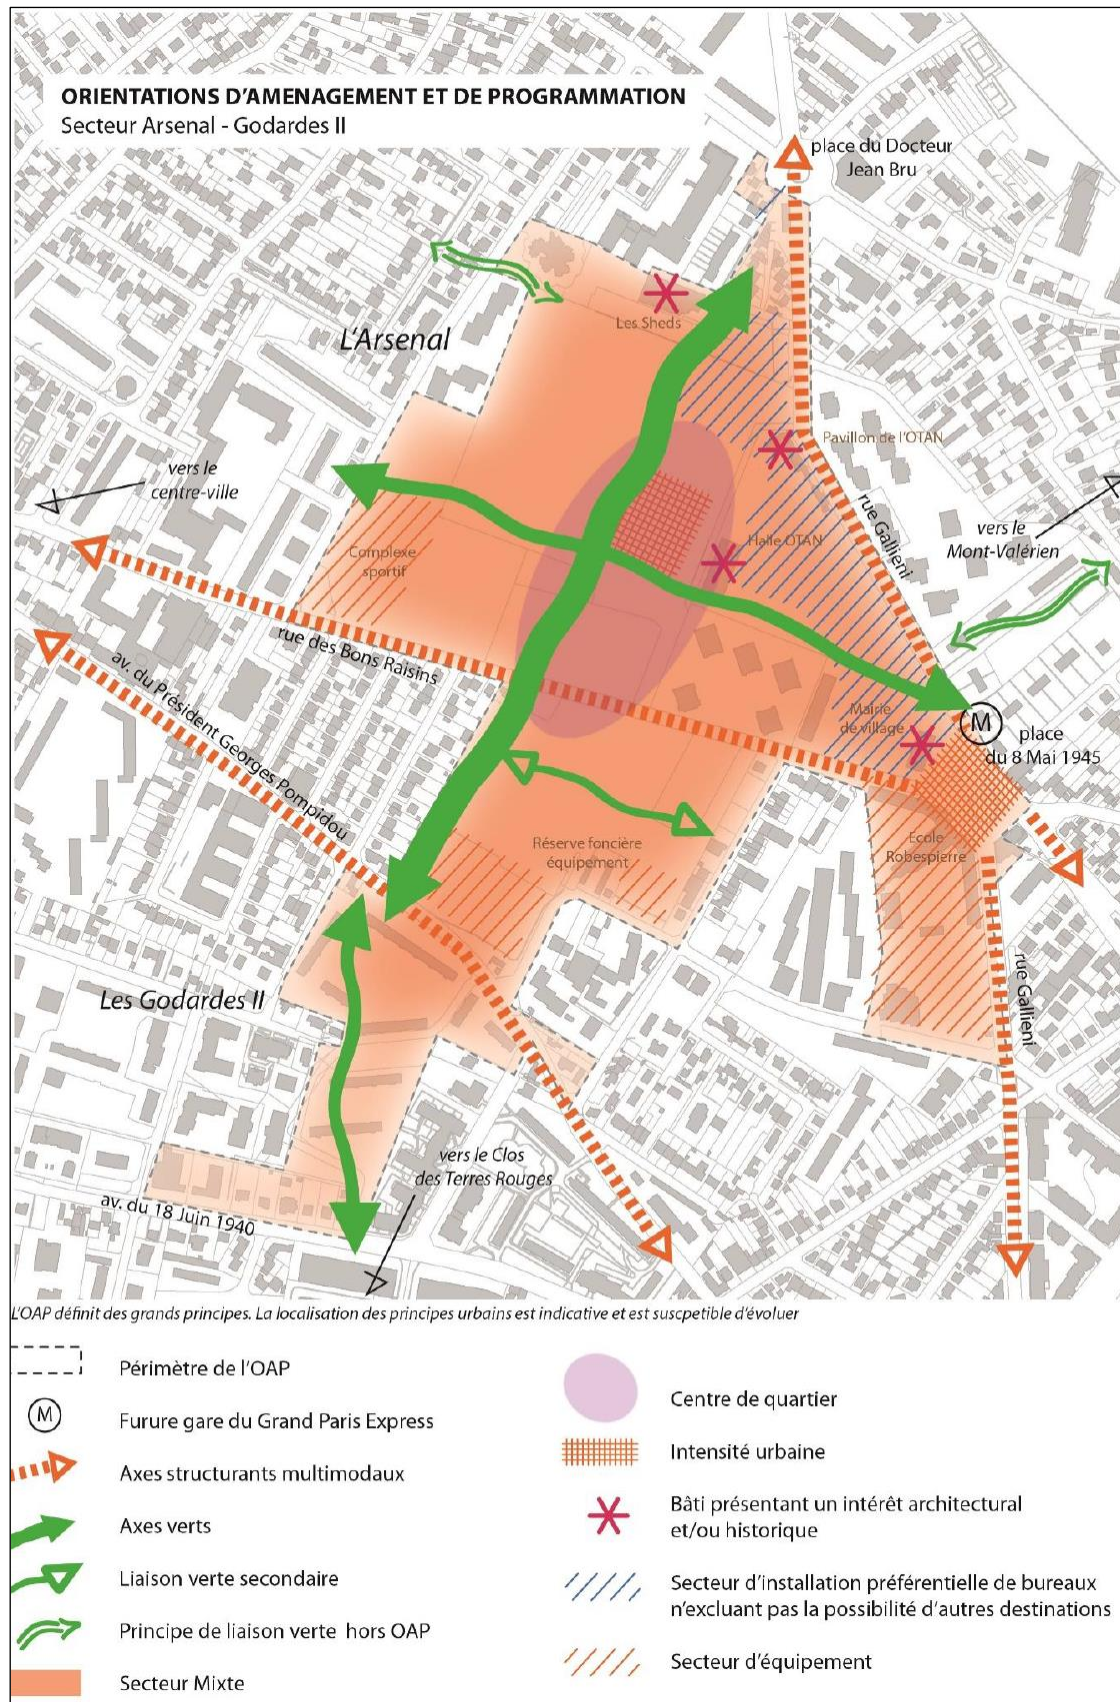 ORIENTATIONS D'AMENAGEMENT ET DE PROGRAMMATION
Secteur Arsenal - Godardes II
place du Docteur
Jean Bru
Les Sheds
L'Arsenal
Pavillon de l'OTAN
vers le
centre-ville
rue Gallieni
vers le
Mont-Valérien
Halle OTAN
Complexe
sportif
rue des Bons Raisins
av. du Président Georges Pompidou
Mairie
de village
M
place
du 8 Mai 1945
Réserve foncière
équipement
Ecole
Robespierre
rue Gallieni
Les Godardes II
vers le Clos
des Terres Rouges
av. du 18 Juin 1940
L'OAP définit des grands principes. La localisation des principes urbains est indicative et est suscpetible d'évoluer
Périmètre de l'OAP
M
Furure gare du Grand Paris Express
Axes structurants multimodaux
Axes verts
Liaison verte secondaire
Principe de liaison verte hors OAP
Secteur Mixte
Centre de quartier
Intensité urbaine
Bâti présentant un intérêt architectural
et/ou historique
Secteur d'installation préférentielle de bureaux
n'excluant pas la possibilité d'autres destinations
Secteur d'équipement